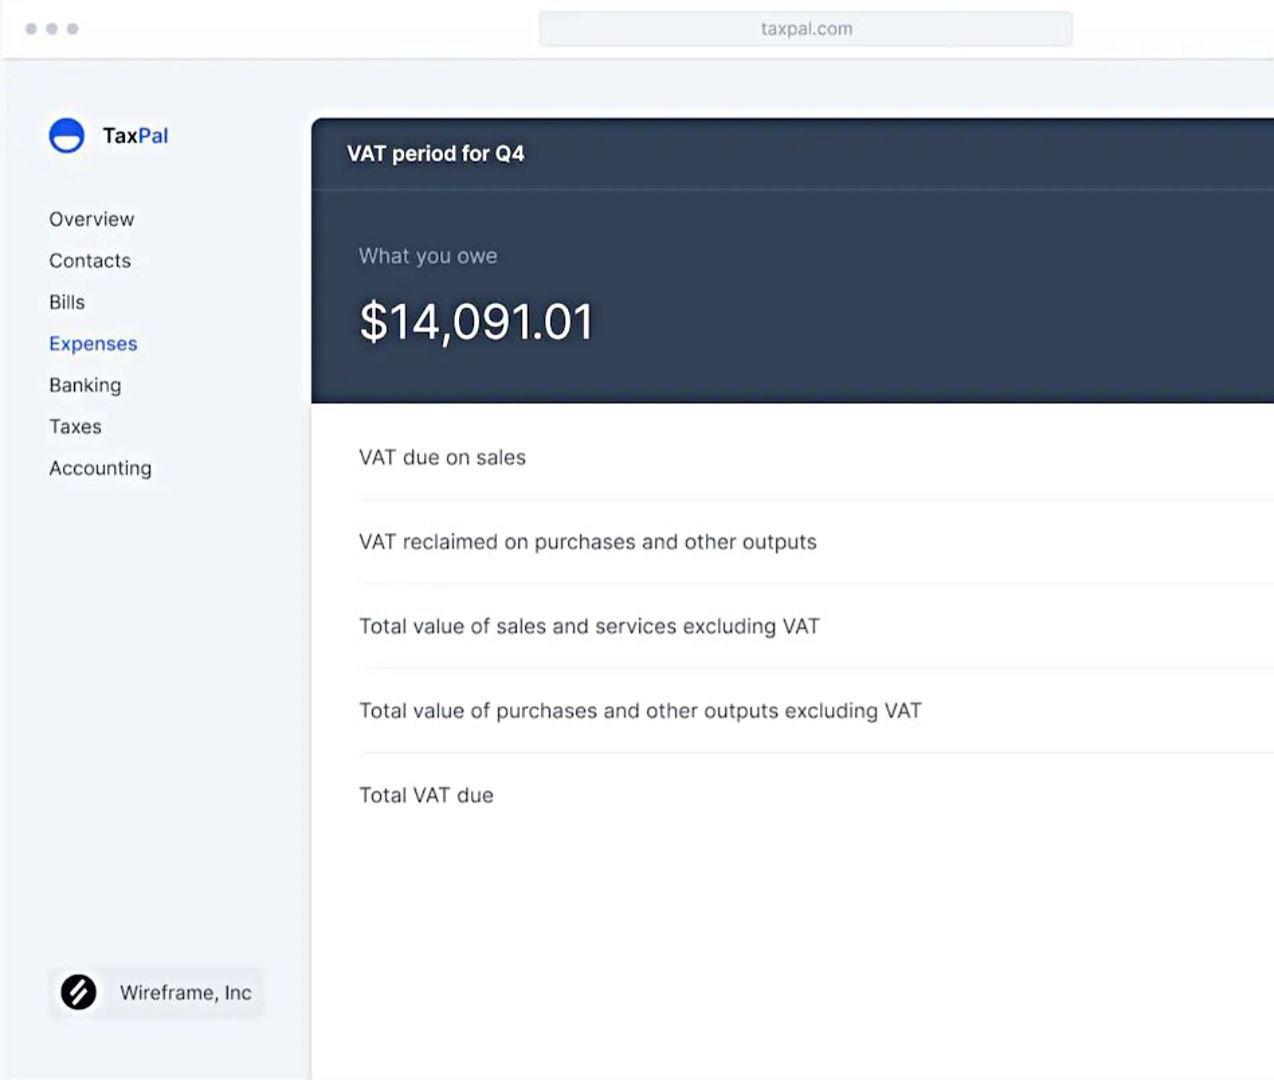 taxpal.com
TaxPal
Overview
Contacts
Bills
Expenses
Banking
Taxes
Accounting
Wireframe, Inc
VAT period for Q4
What you owe
$14,091.01
VAT due on sales
VAT reclaimed on purchases and other outputs
Total value of sales and services excluding VAT
Total value of purchases and other outputs excluding VAT
Total VAT due